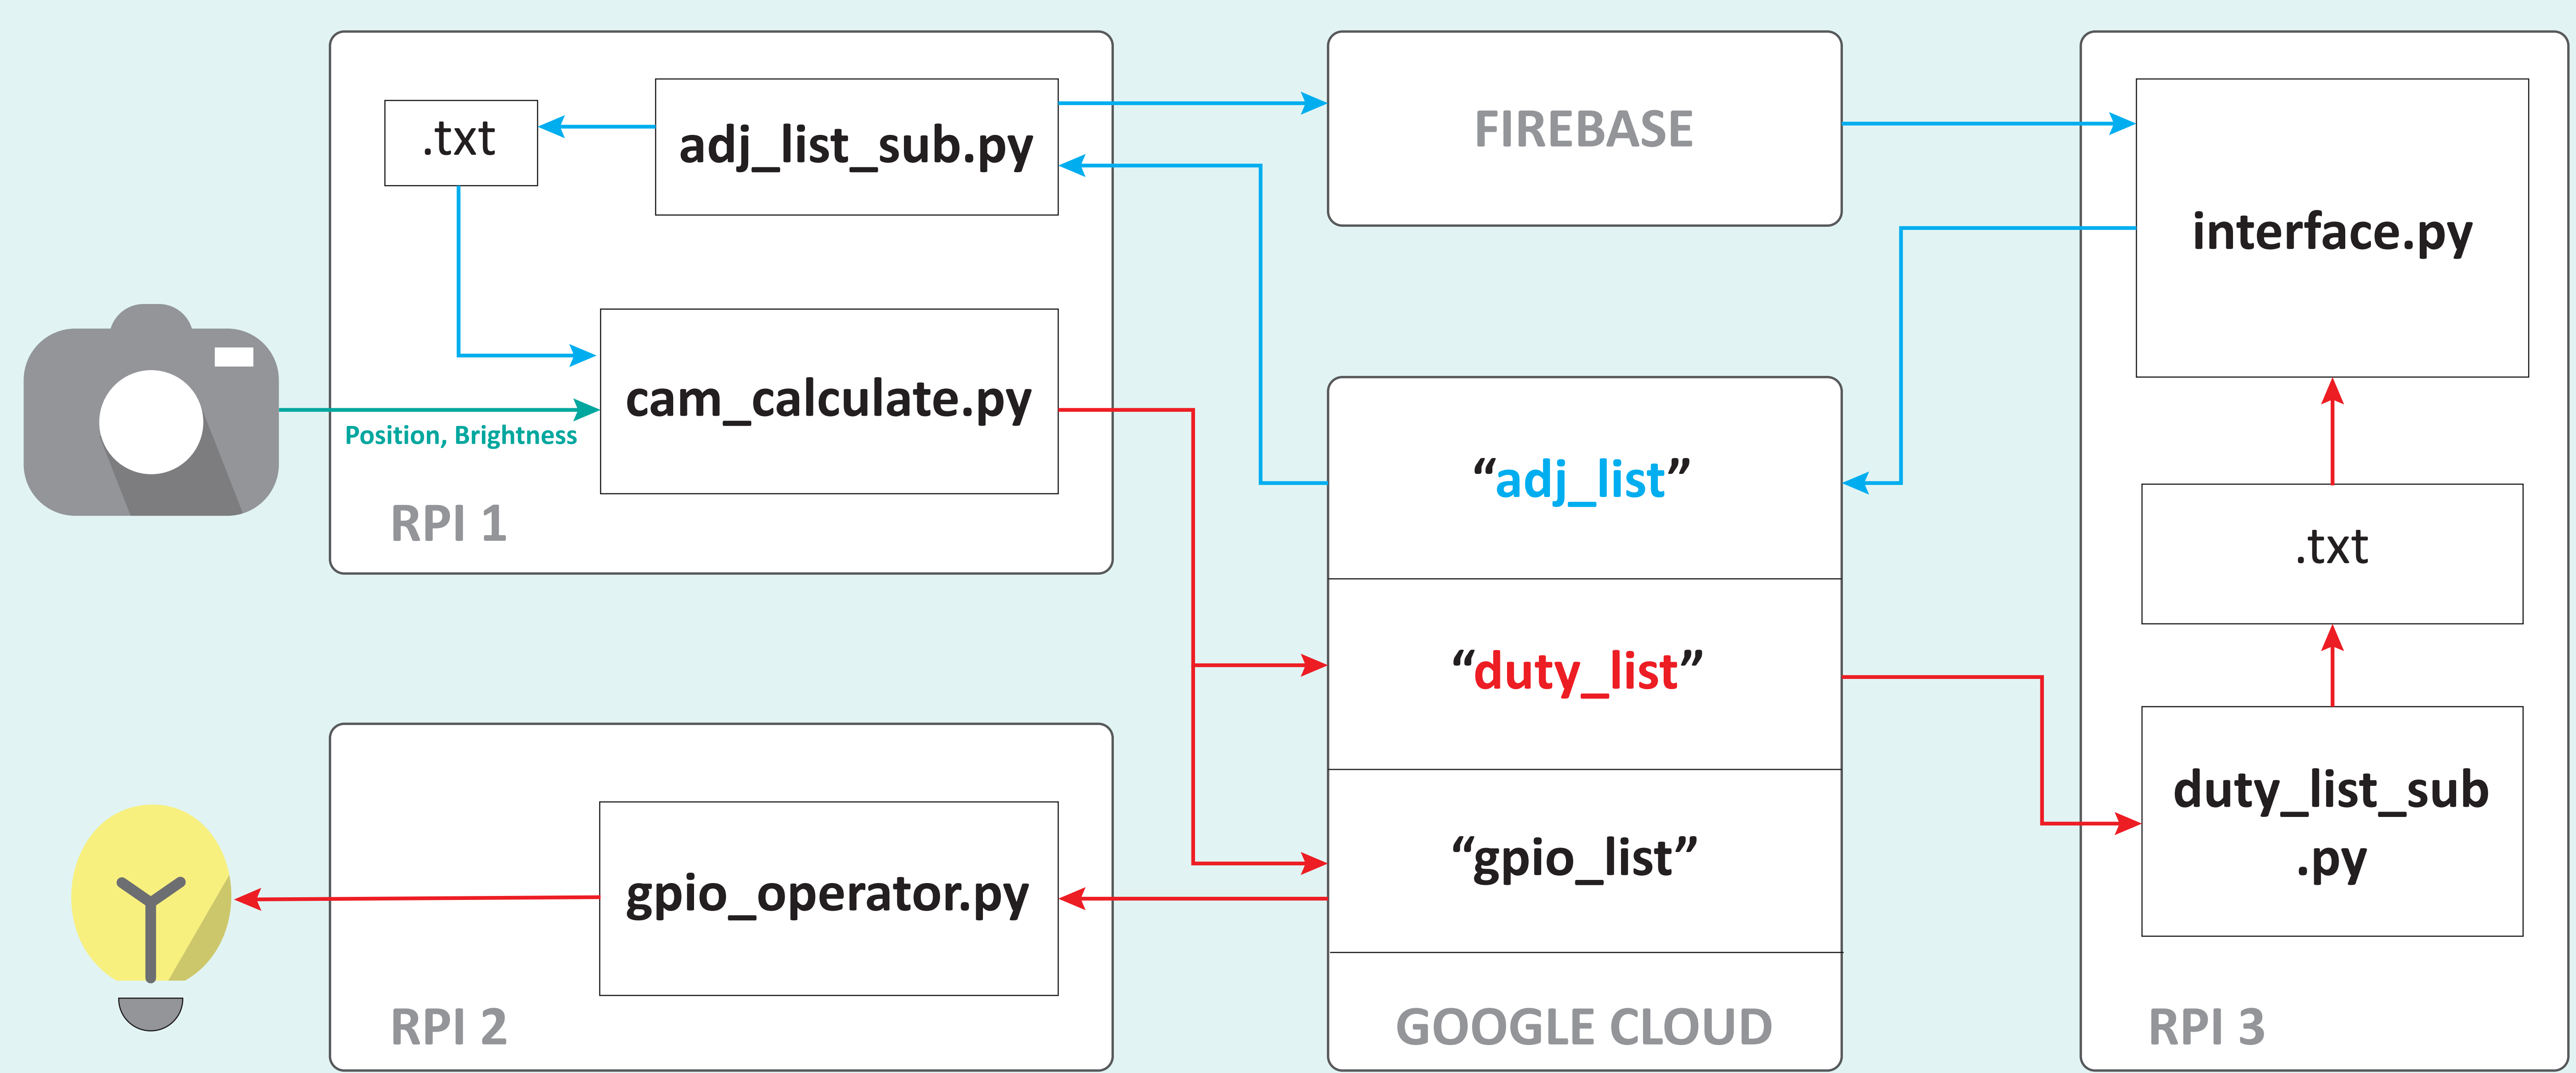 .txt
adj_list_sub.py
cam_calculate.py
Position, Brightness
RPI 1
gpio_operator.py
RPI 2
FIREBASE
“adj_list”
“duty_list”
“gpio_list”
GOOGLE CLOUD
interface.py
.txt
duty_list_sub
.py
RPI 3